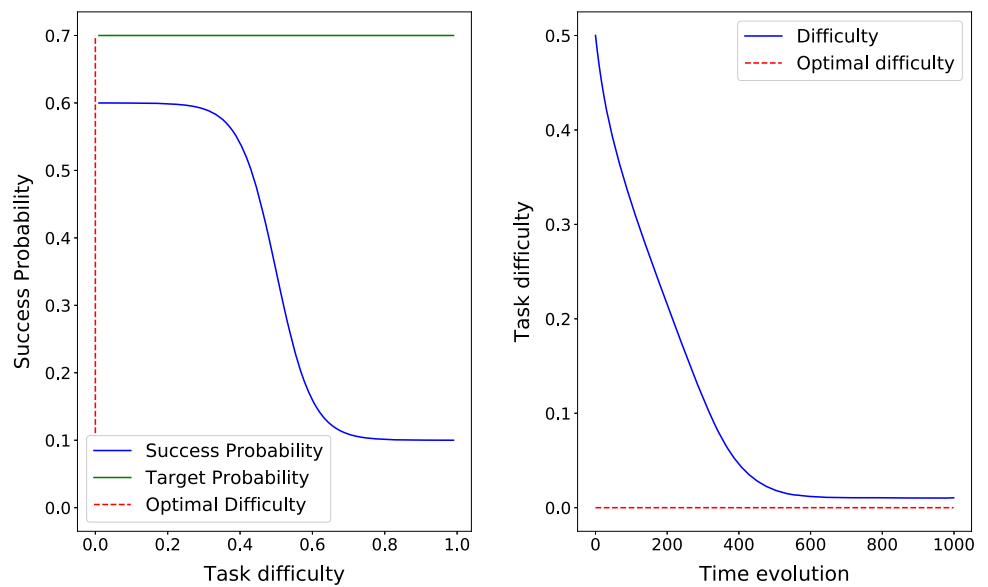 0.7
0.6
0.5
0.4
0.3
0.2
0.1
0.0
Success Probability
Success Probability
Target Probability
Optimal Difficulty
0.0 0.2 0.4 0.6 0.8 1.0
Task difficulty
0.5
0.4
0.3
0.2
0.1
0.0
Task difficulty
Difficulty
Optimal difficulty
0 200 400 600 800 1000
Time evolution